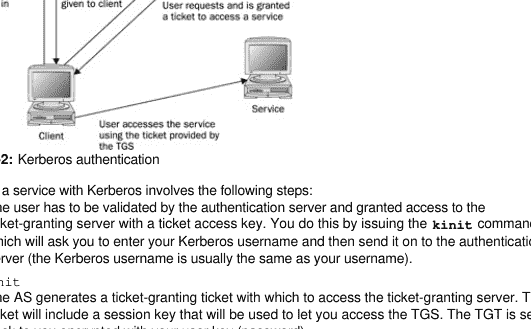 in
given to client
User requests and is granted
a ticket to access a service
Service
Client
User accesses the service
using the ticket provided by
the TGS
-2: Kerberos authentication
a service with Kerberos involves the following steps:
he user has to be validated by the authentication server and granted access to the
cket-granting server with a ticket access key. You do this by issuing the kinit comman
hich will ask you to enter your Kerberos username and then send it on to the authenticatio
erver (the Kerberos username is usually the same as your username).
nit
he AS generates a ticket-granting ticket with which to access the ticket-granting server. T
cket will include a session key that will be used to let you access the TGS. The TGT is se